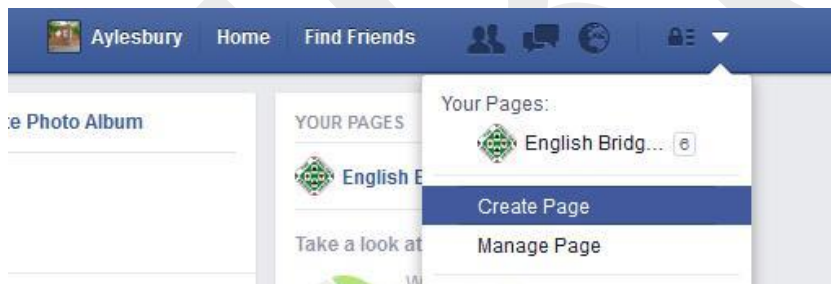 Aylesbury Home Find Friends
te Photo Album
YOUR PAGES
English E
Take a look at
Your Pages:
English Bridg... 6
Create Page
Manage Page